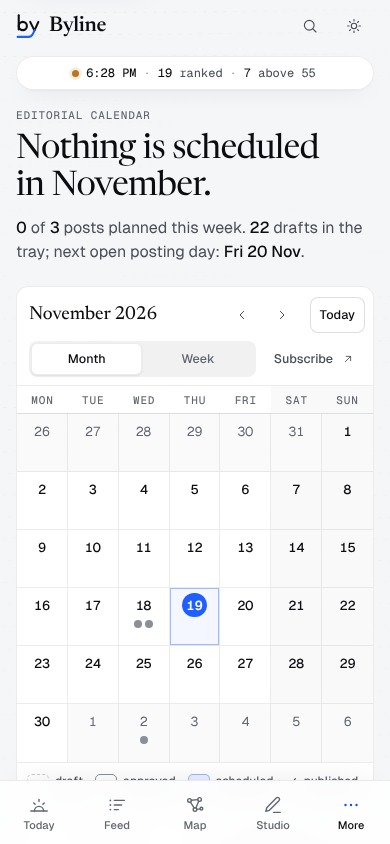 by Byline
6:28 PM · 19 ranked · 7 above 55
EDITORIAL CALENDAR
Nothing is scheduled
in November.
0 of 3 posts planned this week. 22 drafts in the
tray; next open posting day: Fri 20 Nov.
November 2026 ‹ › Today
Month Week Subscribe ↗
MON TUE WED THU FRI SAT SUN
26 27 28 29 30 31 1
2 3 4 5 6 7 8
9 10 11 12 13 14 15
16 17 18 19 20 21 22
23 24 25 26 27 28 29
30 1 2 3 4 5 6
draft approved scheduled published
Today Feed Map Studio More